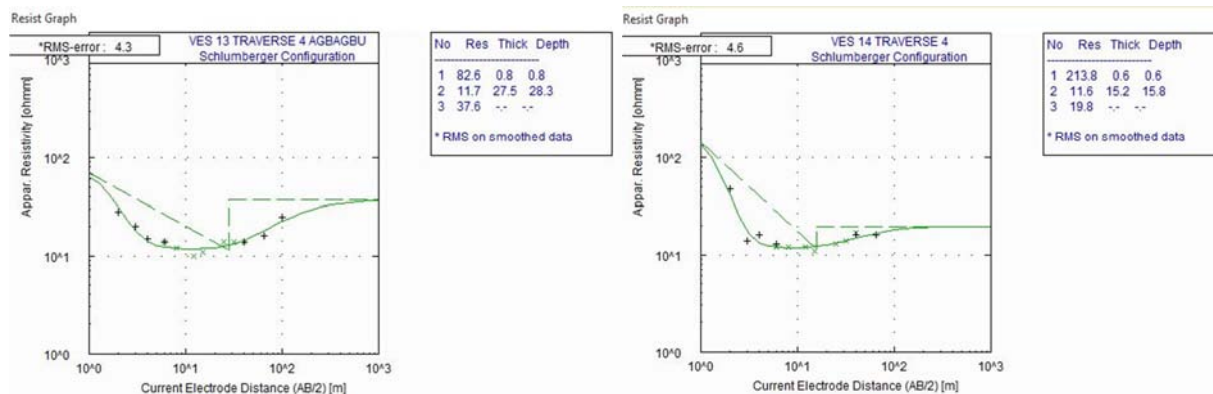 Resist Graph
*RMS-error : 4.3
VES 13 TRAVERSE 4 AGBAGBU
Schlumberger Configuration
10^3
10^2
10^1
10^0
Appar. Resistivity [ohmm]
10^0 10^1 10^2 10^3
Current Electrode Distance (AB/2) [m]
No Res Thick Depth
------------------------
1. 82.6 0.8 0.8
2 11.7 27.5 28.3
3 37.6 -.- -.-
* RMS on smoothed data
Resist Graph
*RMS-error : 4.6
VES 14 TRAVERSE 4
Schlumberger Configuration
10^3
10^2
10^1
10^0
Appar. Resistivity [ohmm]
10^0 10^1 10^2 10^3
Current Electrode Distance (AB/2) [m]
No Res Thick Depth
------------------------
1 213.8 0.6 0.6
2 11.6 15.2 15.8
3 19.8 -.- -.-
* RMS on smoothed data